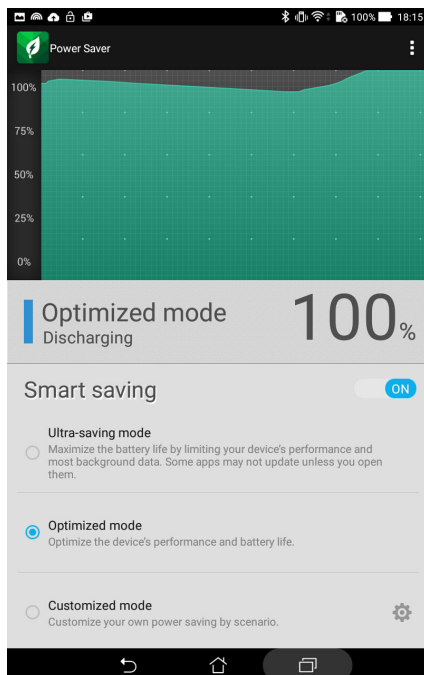 100% 18:15
Power Saver
100%
75%
50%
25%
0%
Optimized mode
Discharging
100%
Smart saving
ON
Ultra-saving mode
Maximize the battery life by limiting your device's performance and
most background data. Some apps may not update unless you open
them.
Optimized mode
Optimize the device's performance and battery life.
Customized mode
Customize your own power saving by scenario.